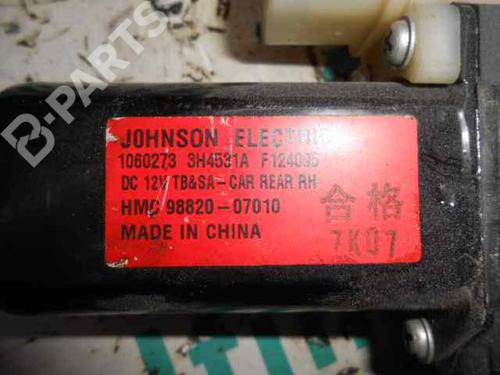 B-PARTS
JOHNSON ELECTRIC
1060273 3H4531A F124095
DC 12V TB&SA-CAR REAR RH
HMC 98820-07010
合格
MADE IN CHINA
7K07